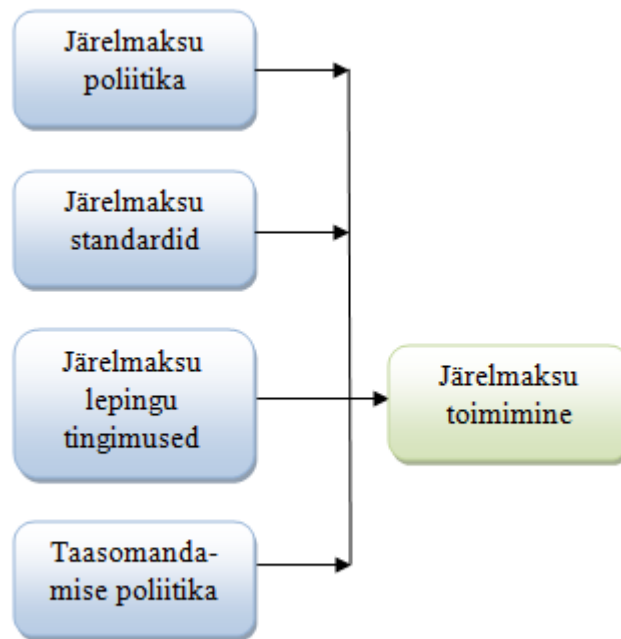 Järelmaksu
poliitika
Järelmaksu
standardid
Järelmaksu
lepingu
tingimused
Järelmaksu
toimimine
Taasomanda-
mise poliitika